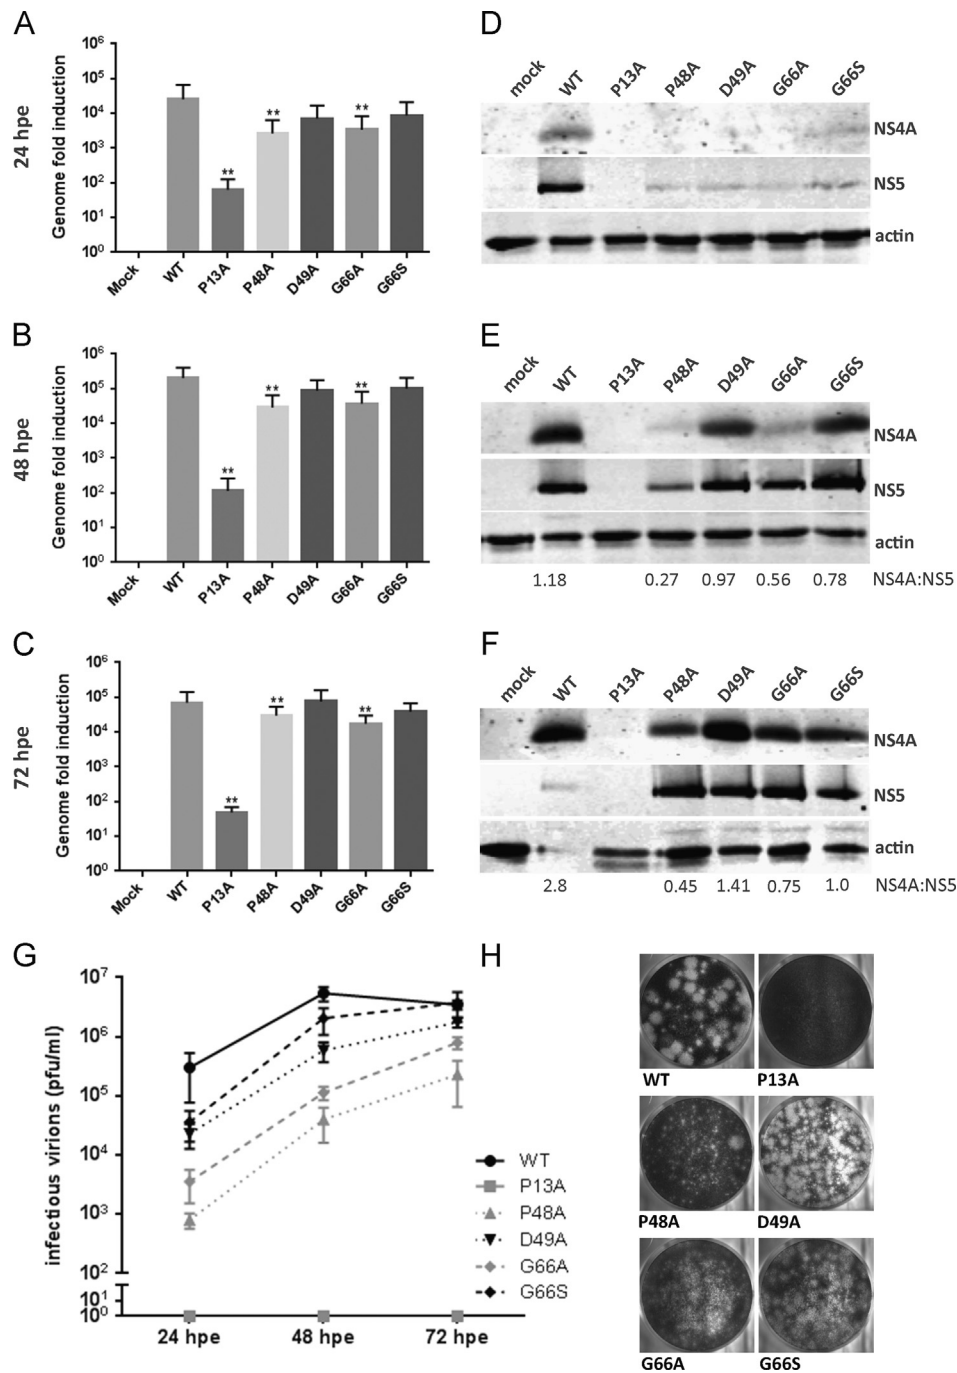 A
24 hpe
Genome fold induction
10⁶
10⁵
10⁴
10³
10²
10¹
10⁰
**
**
**
Mock
WT
P13A
P48A
D49A
G66A
G66S
B
48 hpe
Genome fold induction
10⁶
10⁵
10⁴
10³
10²
10¹
10⁰
**
**
**
Mock
WT
P13A
P48A
D49A
G66A
G66S
C
72 hpe
Genome fold induction
10⁶
10⁵
10⁴
10³
10²
10¹
10⁰
**
**
**
Mock
WT
P13A
P48A
D49A
G66A
G66S
D
mock
WT
P13A
P48A
D49A
G66A
G66S
NS4A
NS5
actin
E
mock
WT
P13A
P48A
D49A
G66A
G66S
NS4A
NS5
actin
1.18 0.27 0.97 0.56 0.78 NS4A:NS5
F
mock
WT
P13A
P48A
D49A
G66A
G66S
NS4A
NS5
actin
2.8 0.45 1.41 0.75 1.0 NS4A:NS5
G
infectious virions (pfu/ml)
10⁷
10⁶
10⁵
10⁴
10³
10²
10¹
10⁰
24 hpe
48 hpe
72 hpe
WT
P13A
P48A
D49A
G66A
G66S
H
WT
P13A
P48A
D49A
G66A
G66S